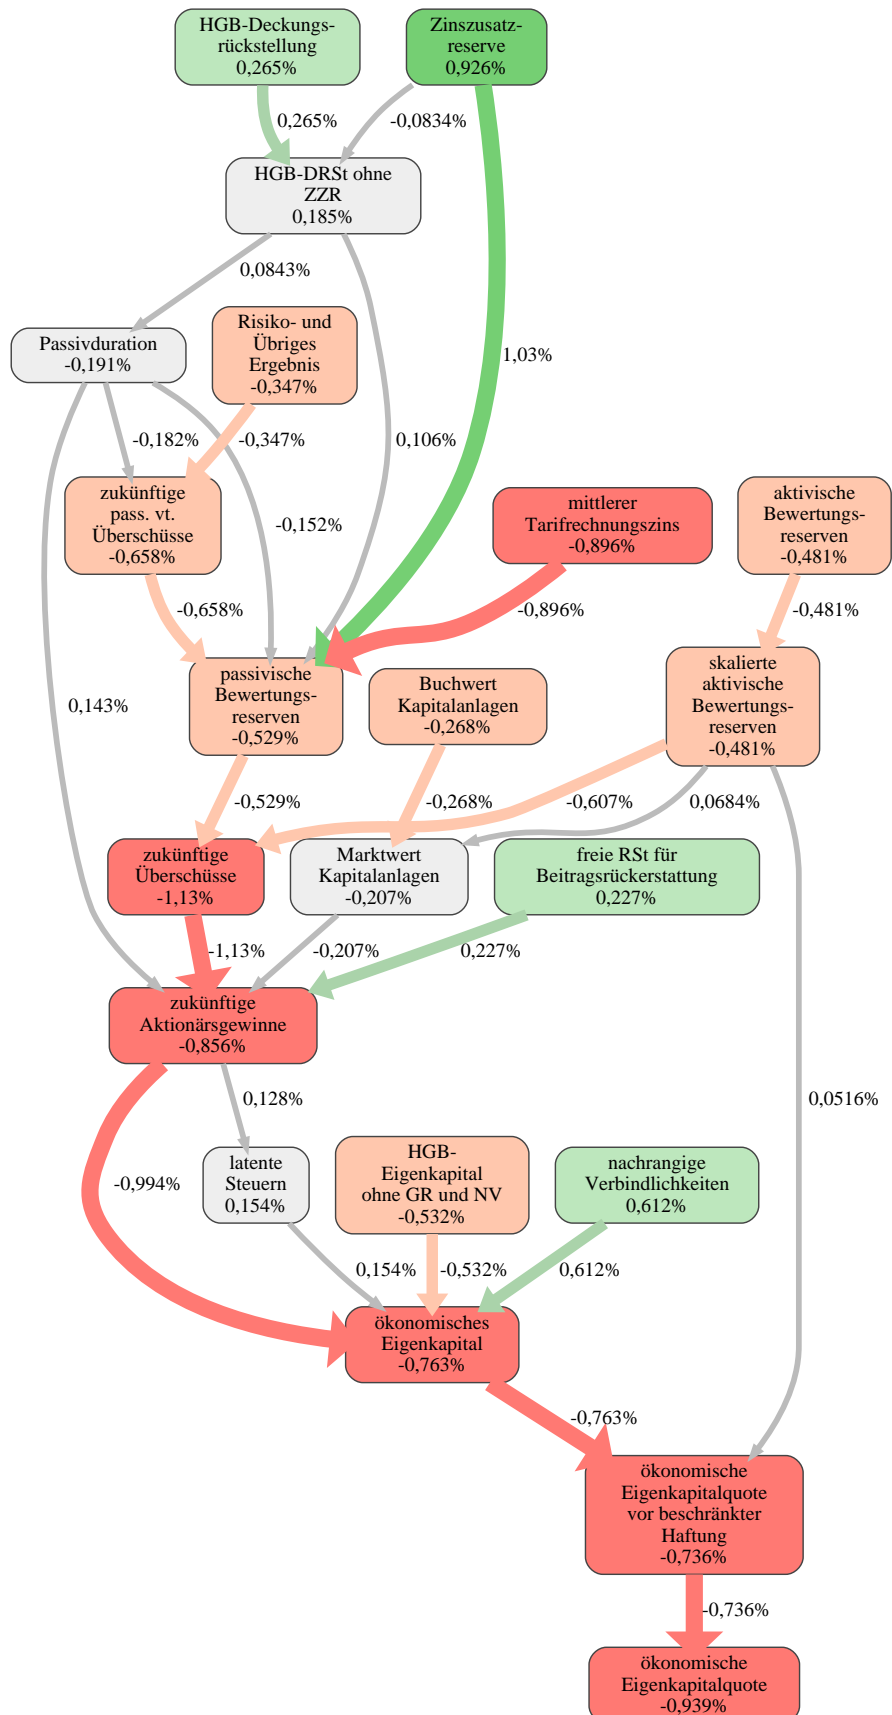 HGB-Deckungs-
rückstellung
0,265%
Zinszusatz-
reserve
0,926%
0,265%
-0,0834%
HGB-DRSt ohne
ZZR
0,185%
0,0843%
Risiko- und
Übriges
Ergebnis
-0,347%
Passivduration
-0,191%
1,03%
-0,182%
-0,347%
0,106%
zukünftige
pass. vt.
Überschüsse
-0,658%
mittlerer
Tarifrechnungszins
-0,896%
aktivische
Bewertungs-
reserven
-0,481%
-0,152%
-0,658%
-0,896%
-0,481%
passivische
Bewertungs-
reserven
-0,529%
Buchwert
Kapitalanlagen
-0,268%
skalierte
aktivische
Bewertungs-
reserven
-0,481%
0,143%
-0,529%
-0,268%
-0,607%
0,0684%
zukünftige
Überschüsse
-1,13%
Marktwert
Kapitalanlagen
-0,207%
freie RSt für
Beitragsrückerstattung
0,227%
-1,13%
-0,207%
0,227%
zukünftige
Aktionärsgewinne
-0,856%
0,128%
0,0516%
-0,994%
latente
Steuern
0,154%
HGB-
Eigenkapital
ohne GR und NV
-0,532%
nachrangige
Verbindlichkeiten
0,612%
0,154%
-0,532%
0,612%
ökonomisches
Eigenkapital
-0,763%
-0,763%
ökonomische
Eigenkapitalquote
vor beschränkter
Haftung
-0,736%
-0,736%
ökonomische
Eigenkapitalquote
-0,939%